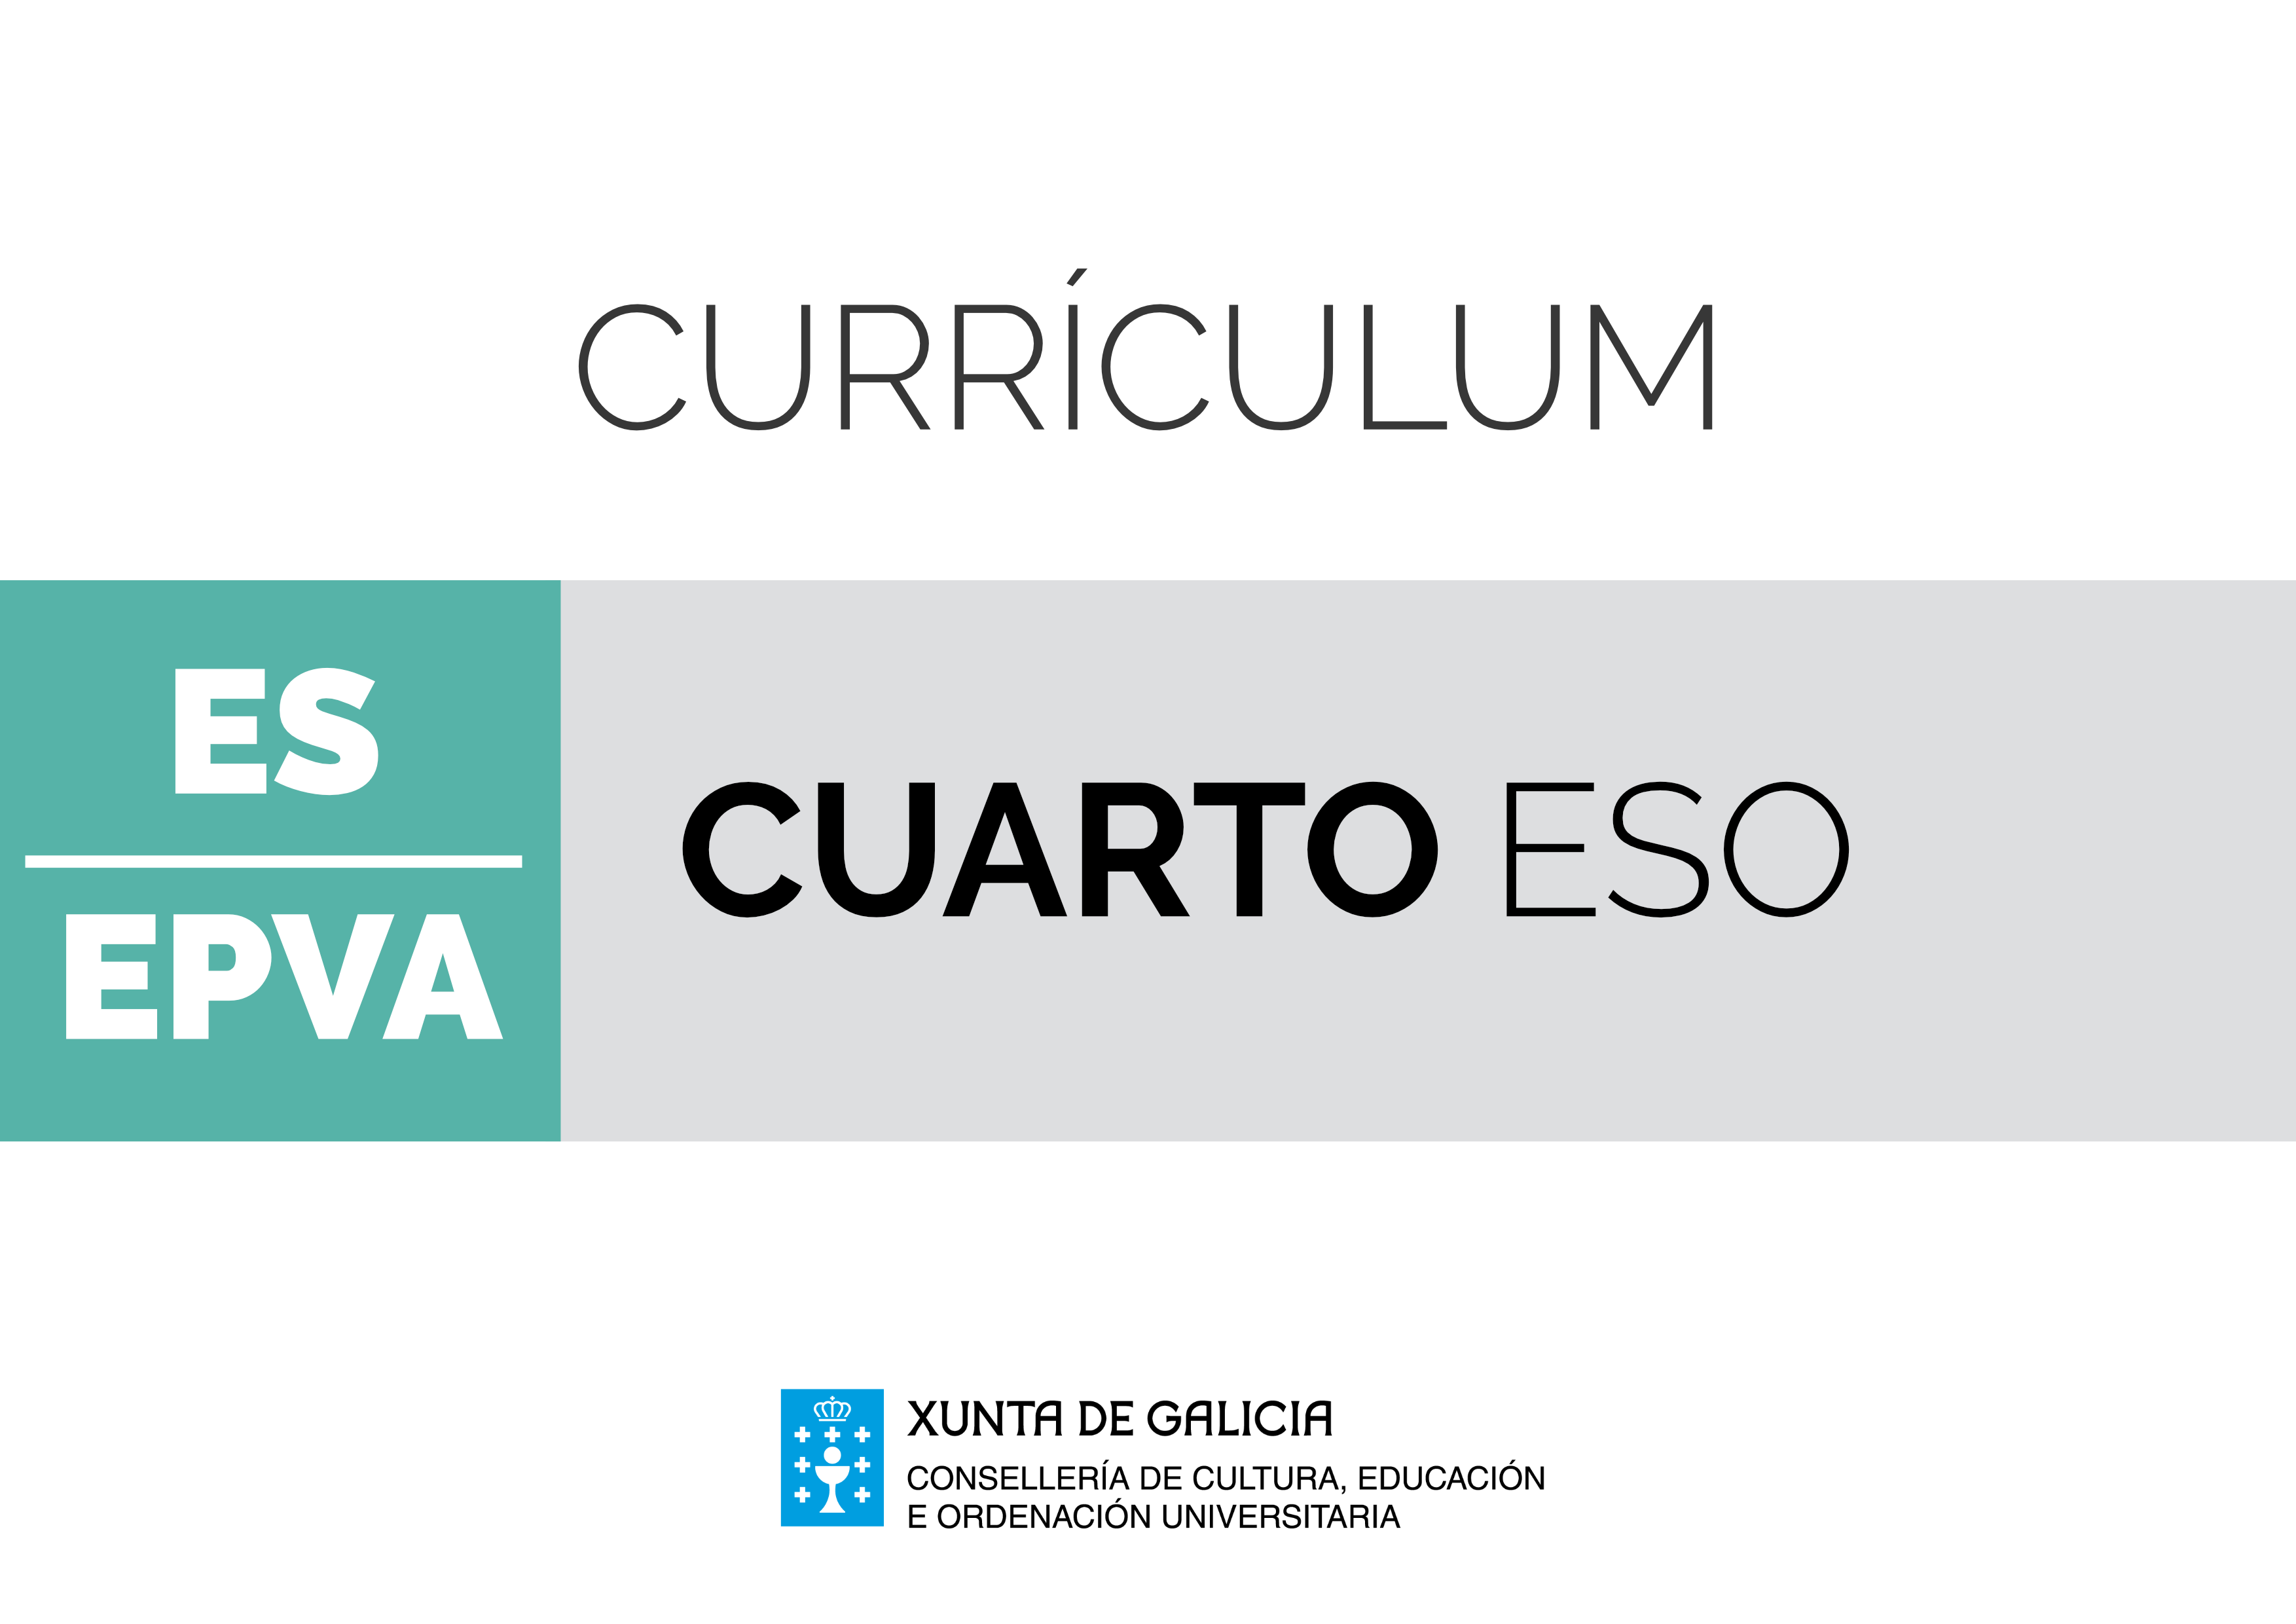 CURRÍCULUM
ES
EPVA
CUARTO ESO
XUNTA DE GALICIA
CONSELLERÍA DE CULTURA, EDUCACIÓN
E ORDENACIÓN UNIVERSITARIA